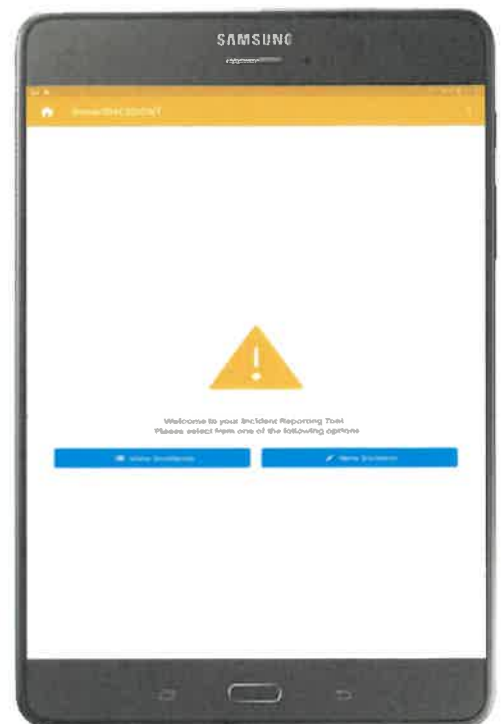 SAMSUNG
Welcome to your Incident Reporting Tool
Please select from one of the following options
View Incidents
New Incident